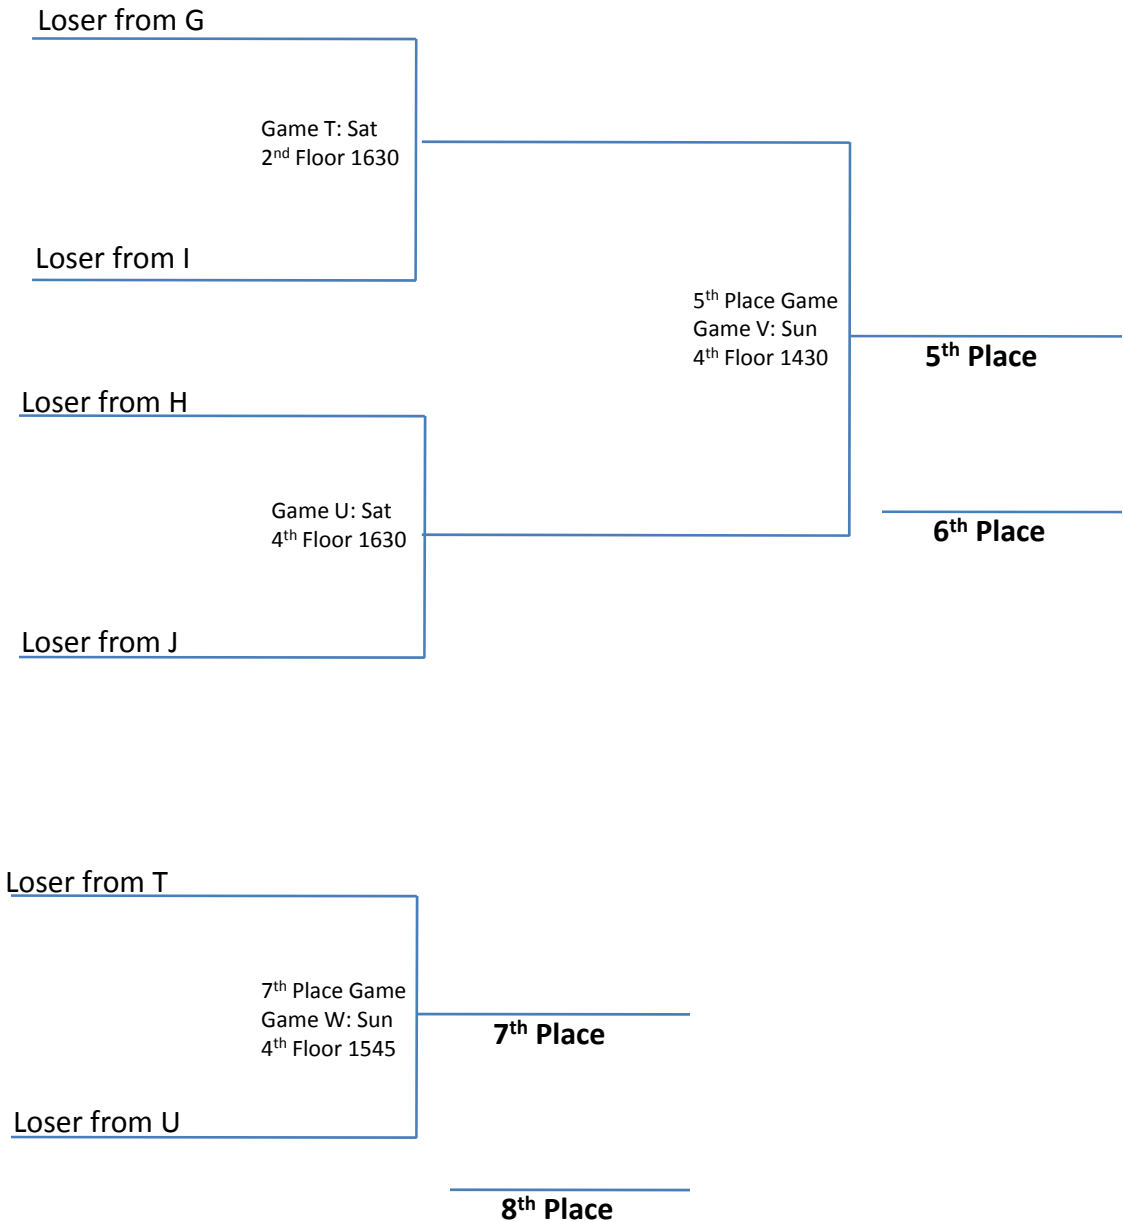 Loser from G
Game T: Sat
2nd Floor 1630
Loser from I
5th Place Game
Game V: Sun
4th Floor 1430
5th Place
Loser from H
6th Place
Game U: Sat
4th Floor 1630
Loser from J
Loser from T
7th Place Game
Game W: Sun
4th Floor 1545
7th Place
Loser from U
8th Place